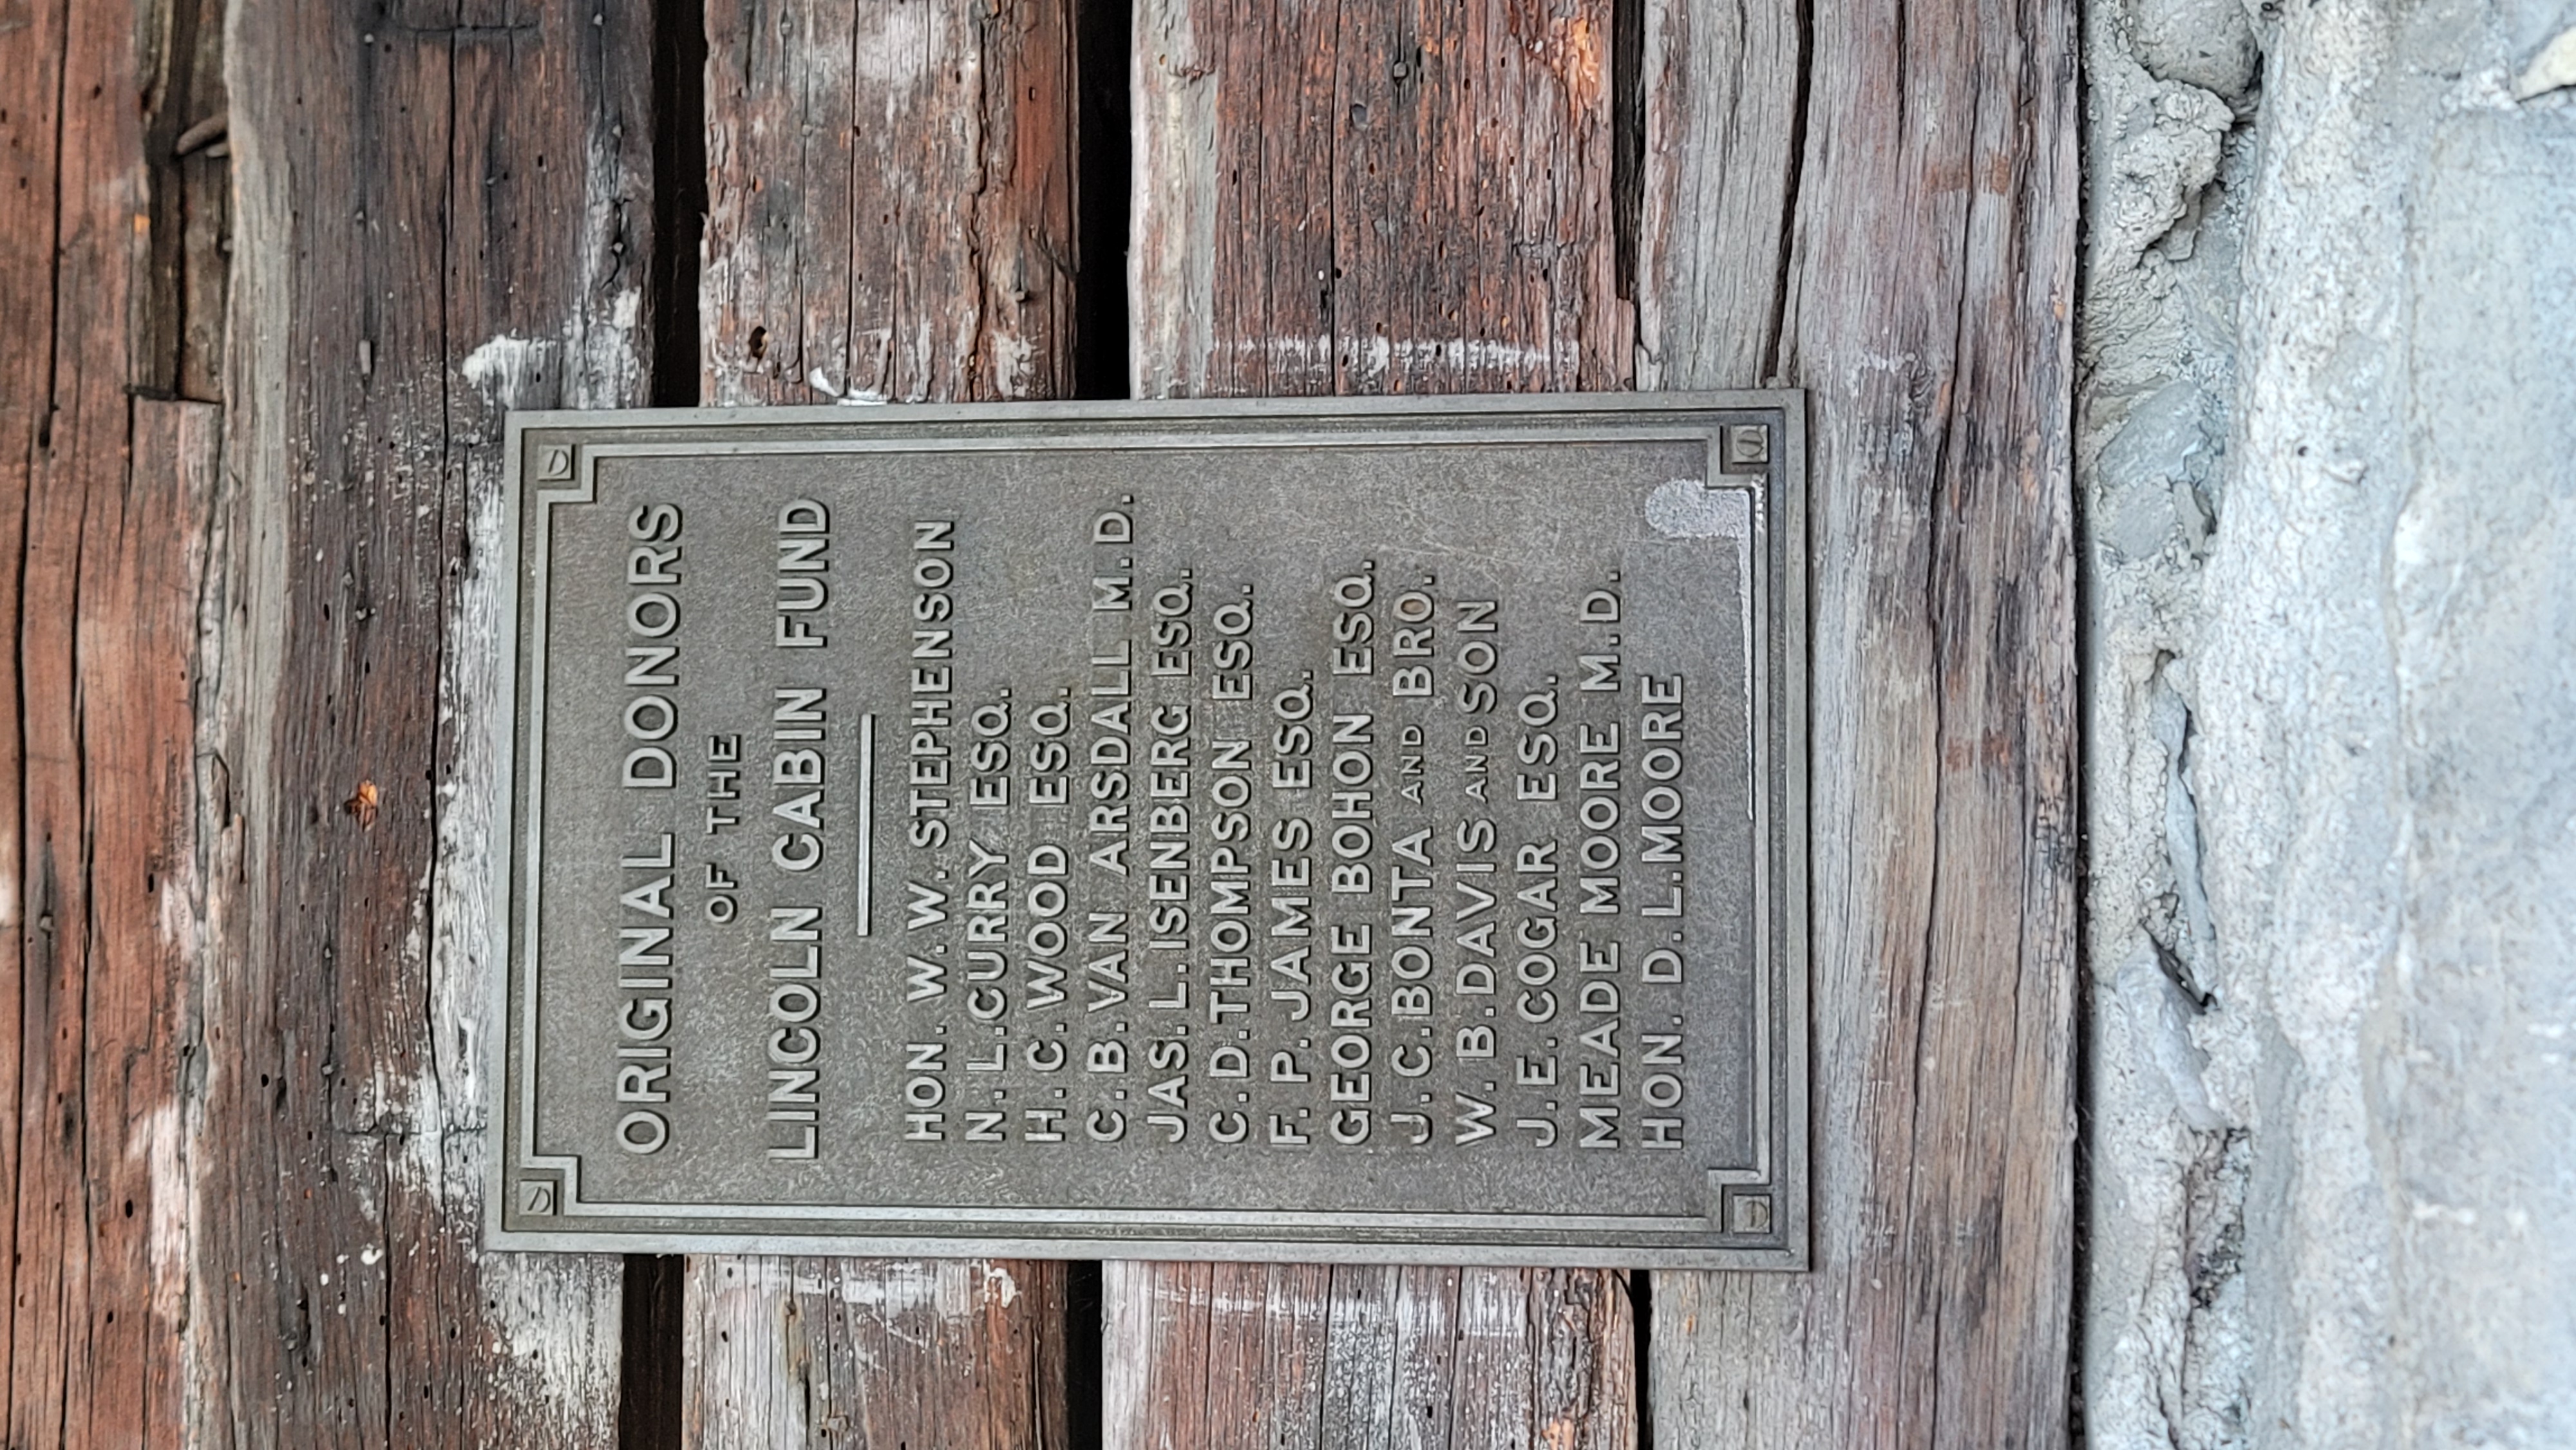 ORIGINAL DONORS
OF THE
LINCOLN CABIN FUND
HON. W. W. STEPHENSON
N. L. CURRY ESQ.
H. C. WOOD ESQ.
C. B. VAN ARSDALL M. D.
JAS. L. ISENBERG ESQ.
C. D. THOMPSON ESQ.
F. P. JAMES ESQ.
GEORGE BOHON ESQ.
J. C. BONTA AND BRO.
W. B. DAVIS AND SON
J. E. COGAR ESQ.
MEADE MOORE M. D.
HON. D. L. MOORE